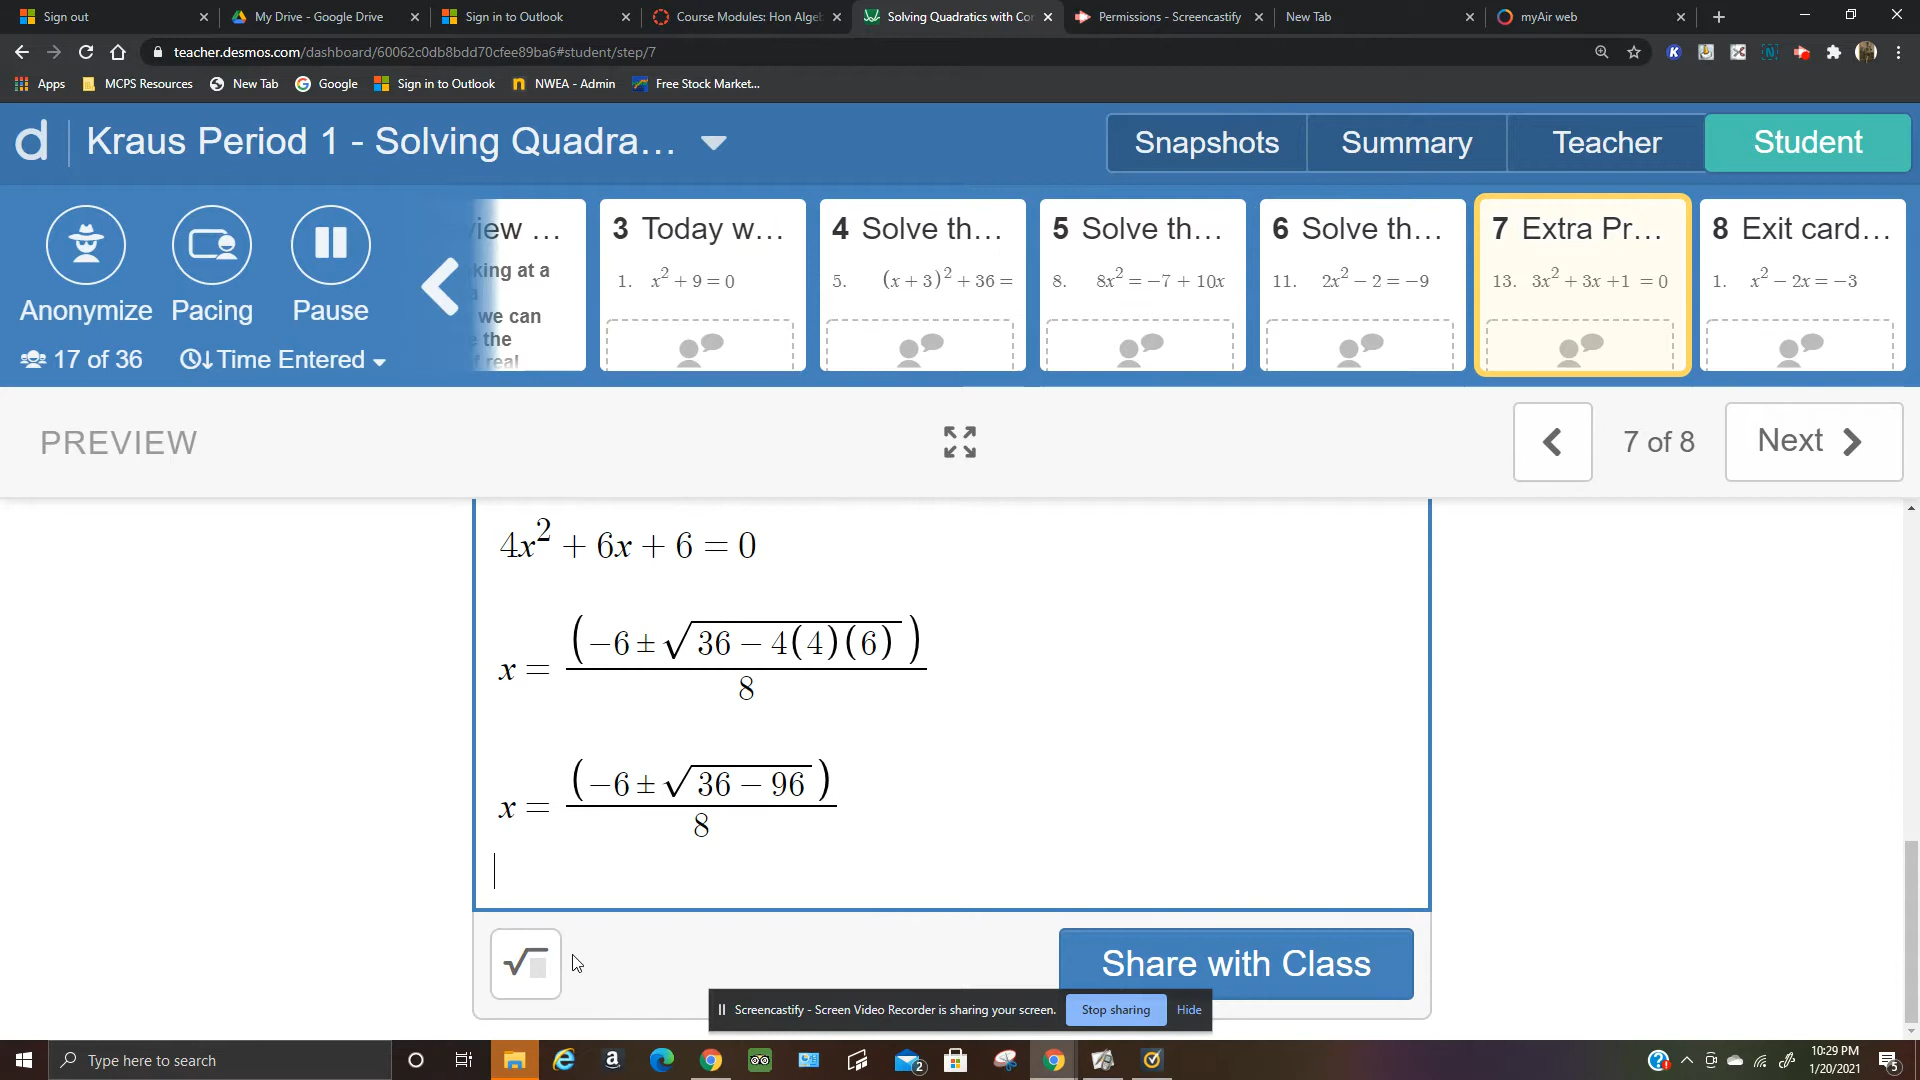 Sign out
My Drive - Google Drive
Sign in to Outlook
Course Modules: Hon Algeb
Solving Quadratics with Cor
Permissions - Screencastify
New Tab
myAir web
teacher.desmos.com/dashboard/60062c0db8bdd70cfee89ba6#student/step/7
Apps
MCPS Resources
New Tab
Google
Sign in to Outlook
NWEA - Admin
Free Stock Market...
d
Kraus Period 1 - Solving Quadra...
Snapshots
Summary
Teacher
Student
Anonymize
Pacing
Pause
17 of 36
Time Entered
iew ...
king at a
we can
e the
f real
3 Today w...
1. x² + 9 = 0
4 Solve th...
5. (x + 3)² + 36 =
5 Solve th...
8. 8x² = −7 + 10x
6 Solve th...
11. 2x² − 2 = −9
7 Extra Pr...
13. 3x² + 3x +1 = 0
8 Exit card...
1. x² − 2x = −3
PREVIEW
7 of 8
Next
4x² + 6x + 6 = 0
x = (−6 ± √36 − 4(4)(6)) / 8
x = (−6 ± √36 − 96) / 8
Share with Class
Screencastify - Screen Video Recorder is sharing your screen.
Stop sharing
Hide
Type here to search
2
10:29 PM
1/20/2021
5